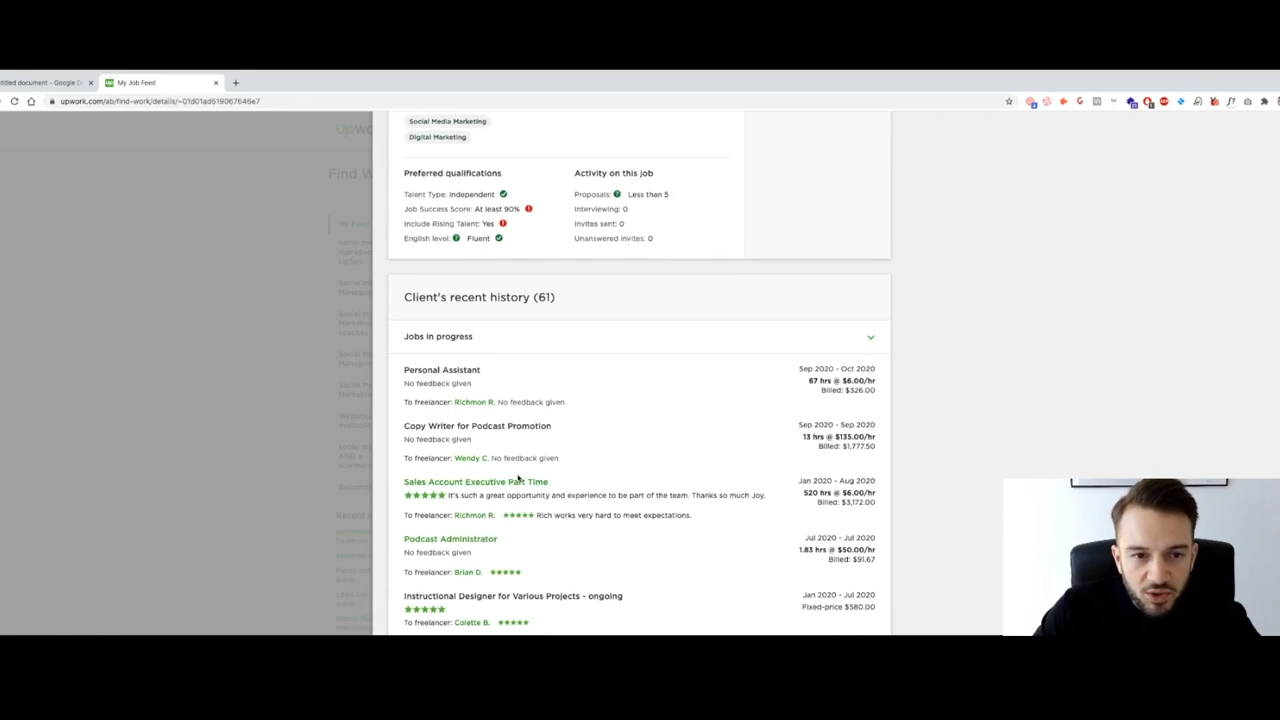 ntitled document - Google D
My Job Feed
upwork.com/ab/find-work/details/~01d01ad519067646e7
Social Media Marketing
Digital Marketing
Upwo
Find W
Preferred qualifications
Activity on this job
Talent Type: Independent
Proposals: Less than 5
Job Success Score: At least 90%
Interviewing: 0
Include Rising Talent: Yes
Invites sent: 0
English level: Fluent
Unanswered invites: 0
Client's recent history (61)
Jobs in progress
Personal Assistant
Sep 2020 - Oct 2020
No feedback given
67 hrs @ $6.00/hr
Billed: $326.00
To freelancer: Richmon R. No feedback given
Copy Writer for Podcast Promotion
Sep 2020 - Sep 2020
No feedback given
13 hrs @ $135.00/hr
Billed: $1,777.50
To freelancer: Wendy C. No feedback given
Sales Account Executive Part Time
Jan 2020 - Aug 2020
It's such a great opportunity and experience to be part of the team. Thanks so much Joy.
520 hrs @ $6.00/hr
Billed: $3,172.00
To freelancer: Richmon R. Rich works very hard to meet expectations.
Podcast Administrator
Jul 2020 - Jul 2020
No feedback given
1.83 hrs @ $50.00/hr
Billed: $91.67
To freelancer: Brian D.
Instructional Designer for Various Projects - ongoing
Jan 2020 - Jul 2020
Fixed-price $580.00
To freelancer: Colette B.